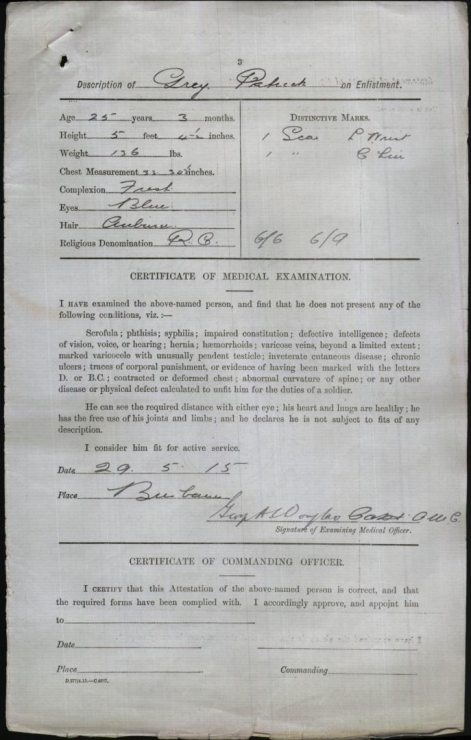 3
Description of Grey Patrick on Enlistment.
Age 25 years 3 months.
Height 5 feet 4½ inches.
Weight 136 lbs.
Chest Measurement inches.
Complexion Fresh
Eyes Blue
Hair Auburn
Religious Denomination R. C.
DISTINCTIVE MARKS.
1 Scar L Wrist
1 "
6/6 6/9
CERTIFICATE OF MEDICAL EXAMINATION.
I HAVE examined the above-named person, and find that he does not present any of the
following conditions, viz. :—
Scrofula; phthisis; syphilis; impaired constitution; defective intelligence; defects
of vision, voice, or hearing; hernia; hæmorrhoids; varicose veins, beyond a limited extent;
marked varicocele with unusually pendent testicle; inveterate cutaneous disease; chronic
ulcers; traces of corporal punishment, or evidence of having been marked with the letters
D. or B.C.; contracted or deformed chest; abnormal curvature of spine; or any other
disease or physical defect calculated to unfit him for the duties of a soldier.
He can see the required distance with either eye; his heart and lungs are healthy; he
has the free use of his joints and limbs; and he declares he is not subject to fits of any
description.
I consider him fit for active service.
Date 29 5 15
Place Brisbane
Capt A M C
Signature of Examining Medical Officer.
CERTIFICATE OF COMMANDING OFFICER.
I CERTIFY that this Attestation of the above-named person is correct, and that
the required forms have been complied with. I accordingly approve, and appoint him
to
Date
Place
Commanding